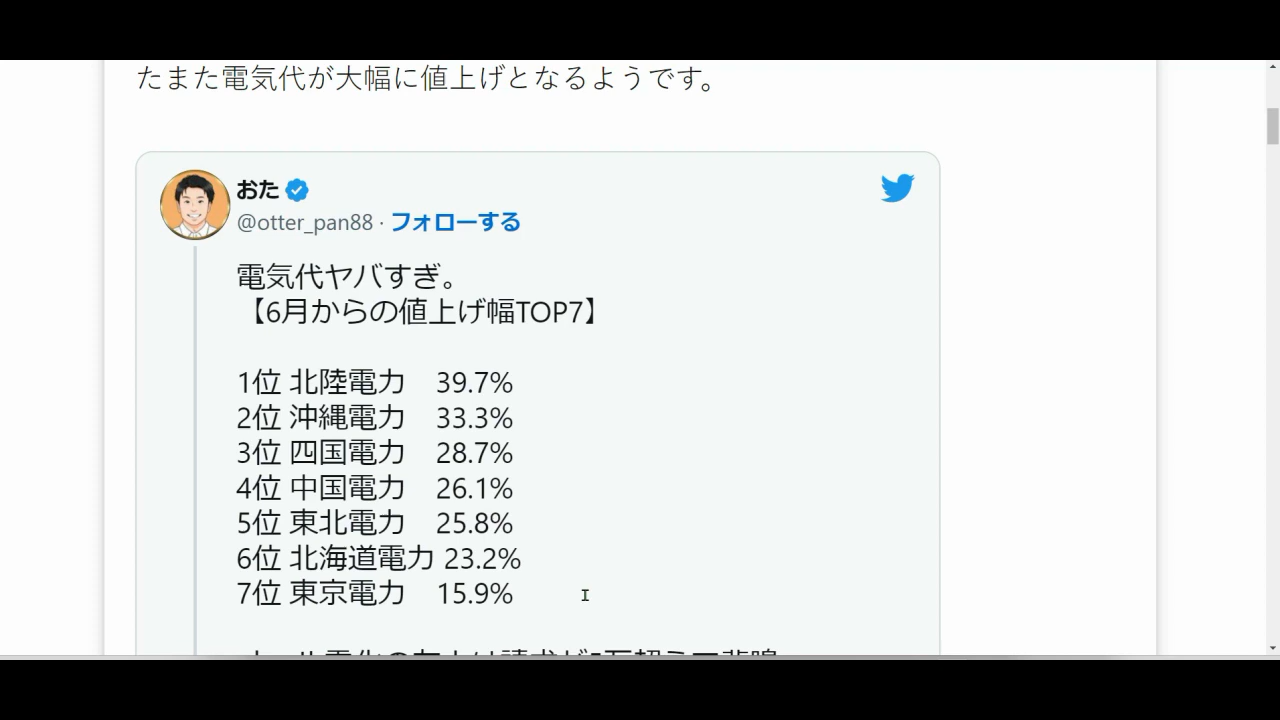 たまた電気代が大幅に値上げとなるようです。
おた
@otter_pan88 · フォローする
電気代ヤバすぎ。
【6月からの値上げ幅TOP7】
1位 北陸電力 39.7%
2位 沖縄電力 33.3%
3位 四国電力 28.7%
4位 中国電力 26.1%
5位 東北電力 25.8%
6位 北海道電力 23.2%
7位 東京電力 15.9%